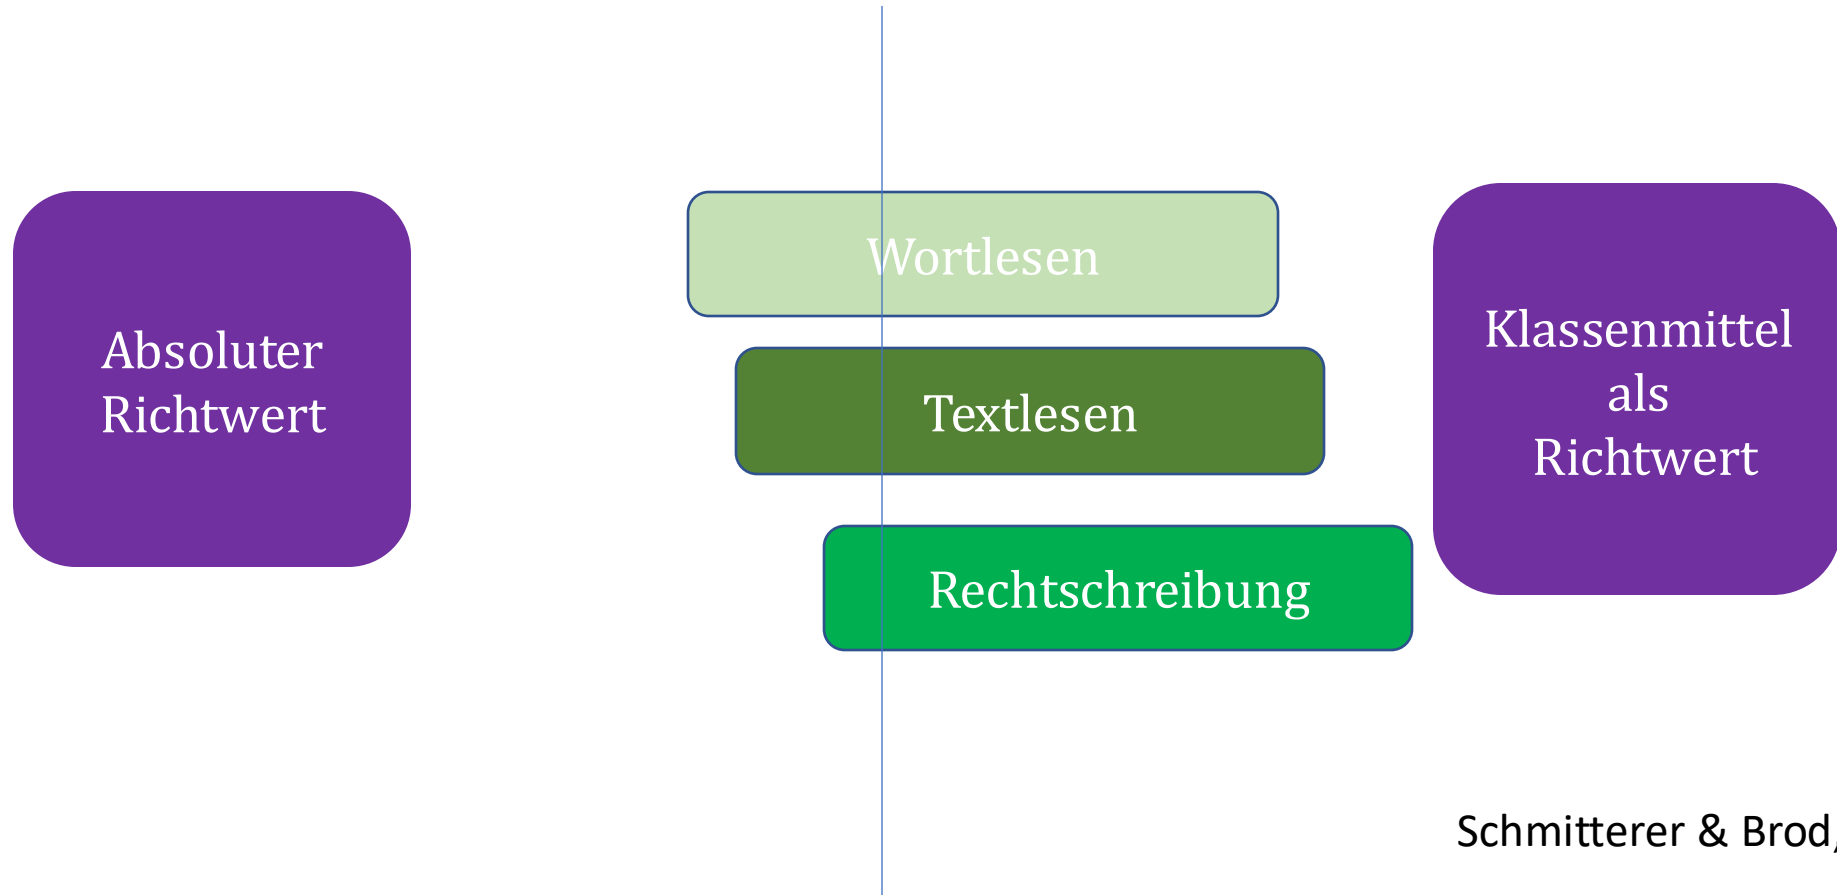 Absoluter
Richtwert
Wortlesen
Textlesen
Rechtschreibung
Klassenmittel
als
Richtwert
Schmitterer & Brod,